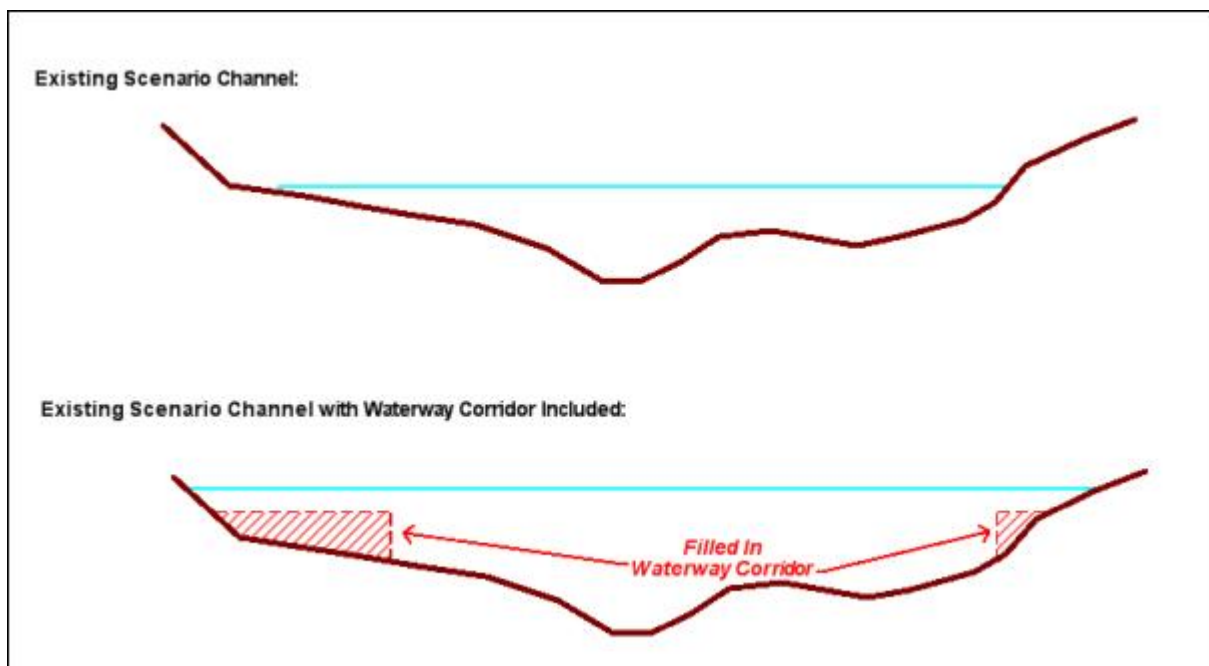 Existing Scenario Channel:
Existing Scenario Channel with Waterway Corridor Included:
Filled In
Waterway Corridor